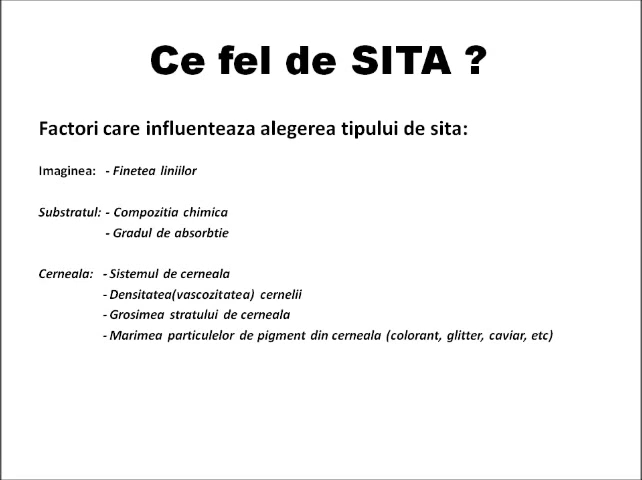 Ce fel de SITA ?
Factori care influenteaza alegerea tipului de sita:
Imaginea: - Finetea liniilor
Substratul: - Compozitia chimica
- Gradul de absorbtie
Cerneala: - Sistemul de cerneala
- Densitatea(vascozitatea) cernelii
- Grosimea stratului de cerneala
- Marimea particulelor de pigment din cerneala (colorant, glitter, caviar, etc)